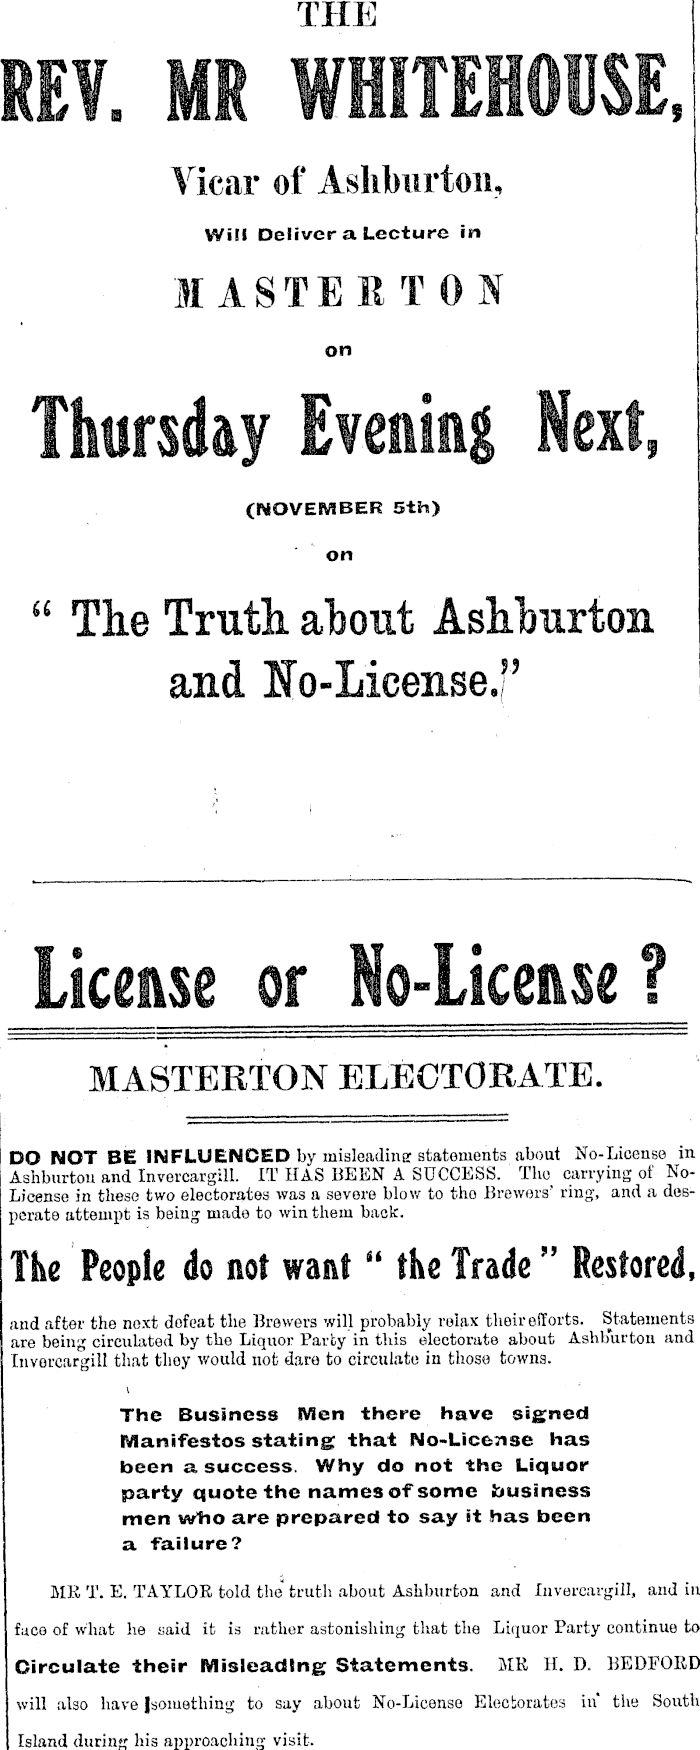 THE
REV. MR WHITEHOUSE,
Vicar of Ashburton,
Will Deliver a Lecture in
MASTERTON
on
Thursday Evening Next,
(NOVEMBER 5th)
on
“ The Truth about Ashburton
and No-License.”
License or No-License ?
MASTERTON ELECTORATE.
DO NOT BE INFLUENCED by misleading statements about No-License in
Ashburton and Invercargill. IT HAS BEEN A SUCCESS. The carrying of No-
License in these two electorates was a severe blow to the Brewers' ring, and a des-
perate attempt is being made to win them back.
The People do not want “ the Trade ” Restored,
and after the next defeat the Brewers will probably relax their efforts. Statements
are being circulated by the Liquor Party in this electorate about Ashburton and
Invercargill that they would not dare to circulate in those towns.
The Business Men there have signed
Manifestos stating that No-License has
been a success. Why do not the Liquor
party quote the names of some business
men who are prepared to say it has been
a failure?
MR T. E. TAYLOR told the truth about Ashburton and Invercargill, and in
face of what he said it is rather astonishing that the Liquor Party continue to
Circulate their Misleading Statements. MR H. D. BEDFORD
will also have something to say about No-License Electorates in the South
Island during his approaching visit.